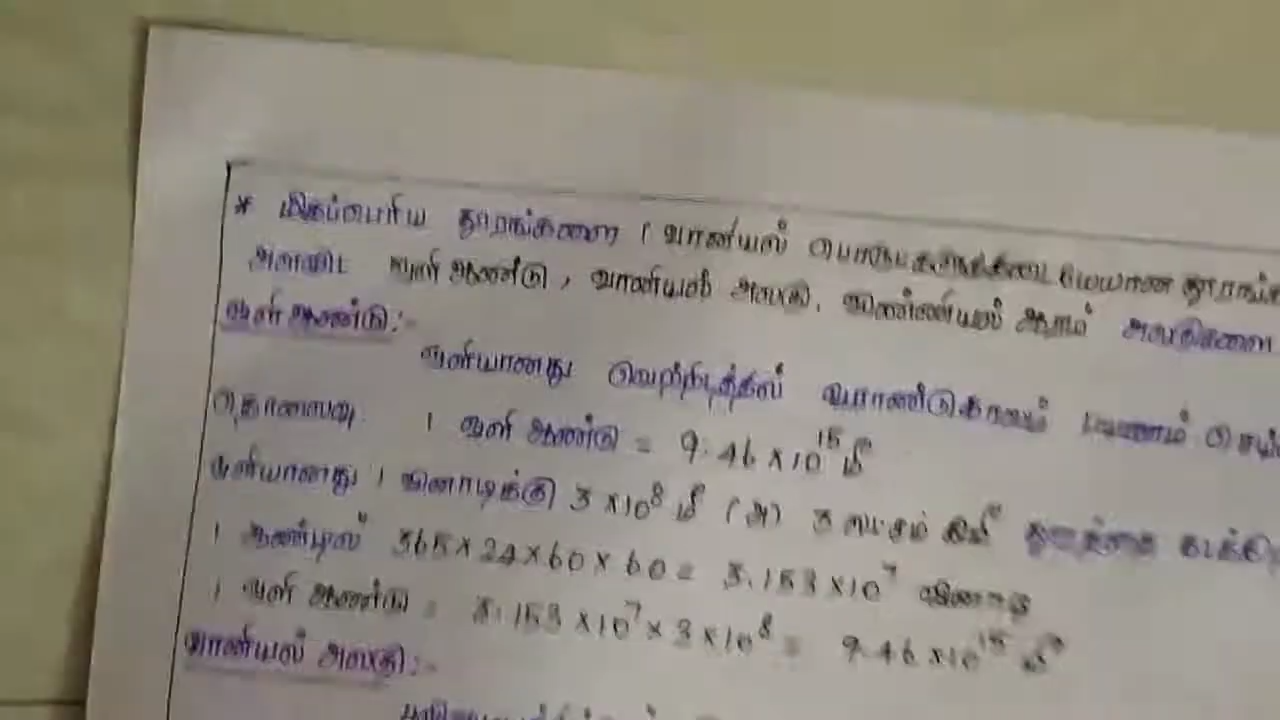 * மிகப்பெரிய தூரங்களை ( வானியல் பொருட்களுக்கிடையேயான
அளவிட ஒளி ஆண்டு, வானியல் அலகு, விண்ணியல் ஆரம் அலகுகளை
ஒளி ஆண்டு:-
ஒளியானது வெற்றிடத்தில் ஓராண்டுகாலம் பயணம்
தொலைவு. 1 ஒளி ஆண்டு = 9.46 × 10¹⁵ மீ
ஒளியானது 1 வினாடிக்கு 3 × 10⁸ மீ (அ) 3 லட்சம் கிமீ தூரத்தை
1 ஆண்டில் 365 × 24 × 60 × 60 = 3.153 × 10⁷ வினாடி
1 ஒளி ஆண்டு = 3.153 × 10⁷ × 3 × 10⁸ = 9.46 × 10¹⁵ மீ
வானியல் அலகு:-